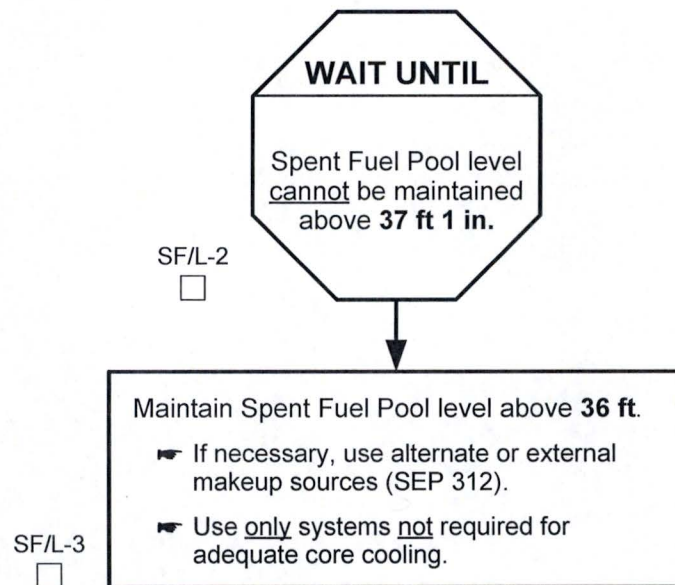 WAIT UNTIL
Spent Fuel Pool level
cannot be maintained
above 37 ft 1 in.
SF/L-2
Maintain Spent Fuel Pool level above 36 ft.
If necessary, use alternate or external
makeup sources (SEP 312).
Use only systems not required for
adequate core cooling.
SF/L-3